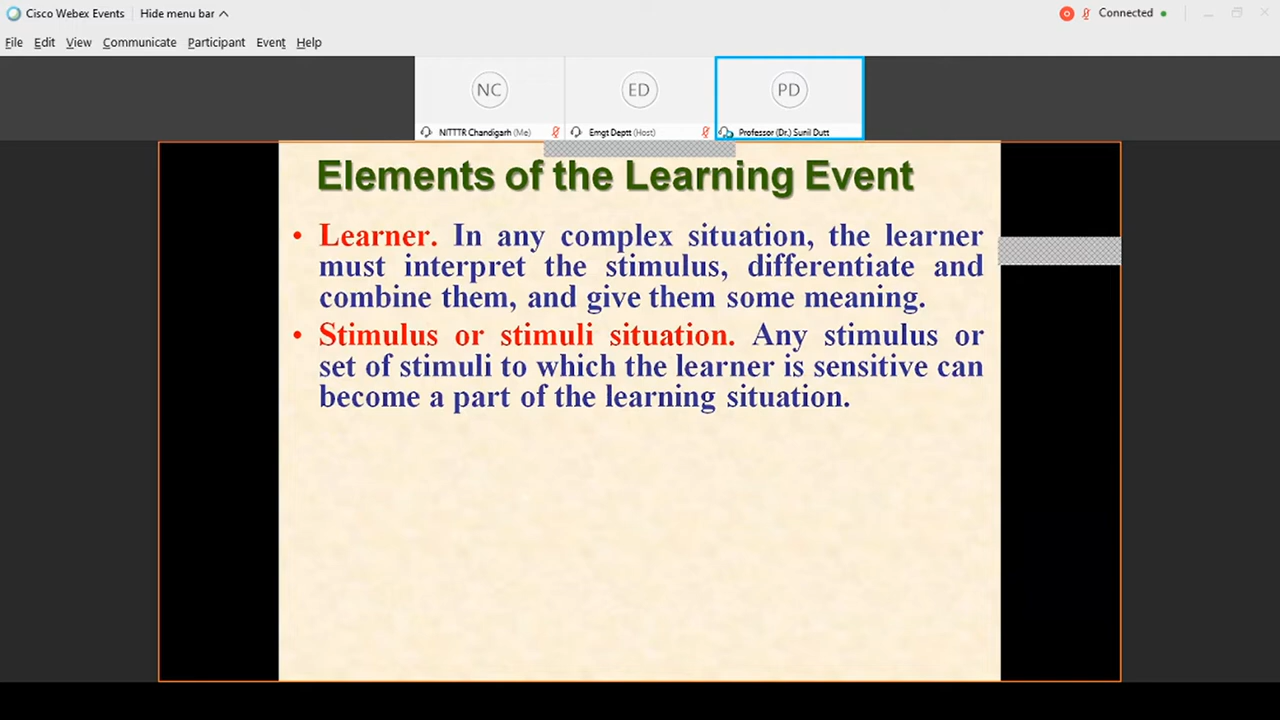 Cisco Webex Events Hide menu bar Connected
File Edit View Communicate Participant Event Help
NC ED PD
NITTTR Chandigarh (Me) Emgt Deptt (Host) Professor (Dr.) Sunil Dutt
Elements of the Learning Event
• Learner. In any complex situation, the learner
must interpret the stimulus, differentiate and
combine them, and give them some meaning.
• Stimulus or stimuli situation. Any stimulus or
set of stimuli to which the learner is sensitive can
become a part of the learning situation.